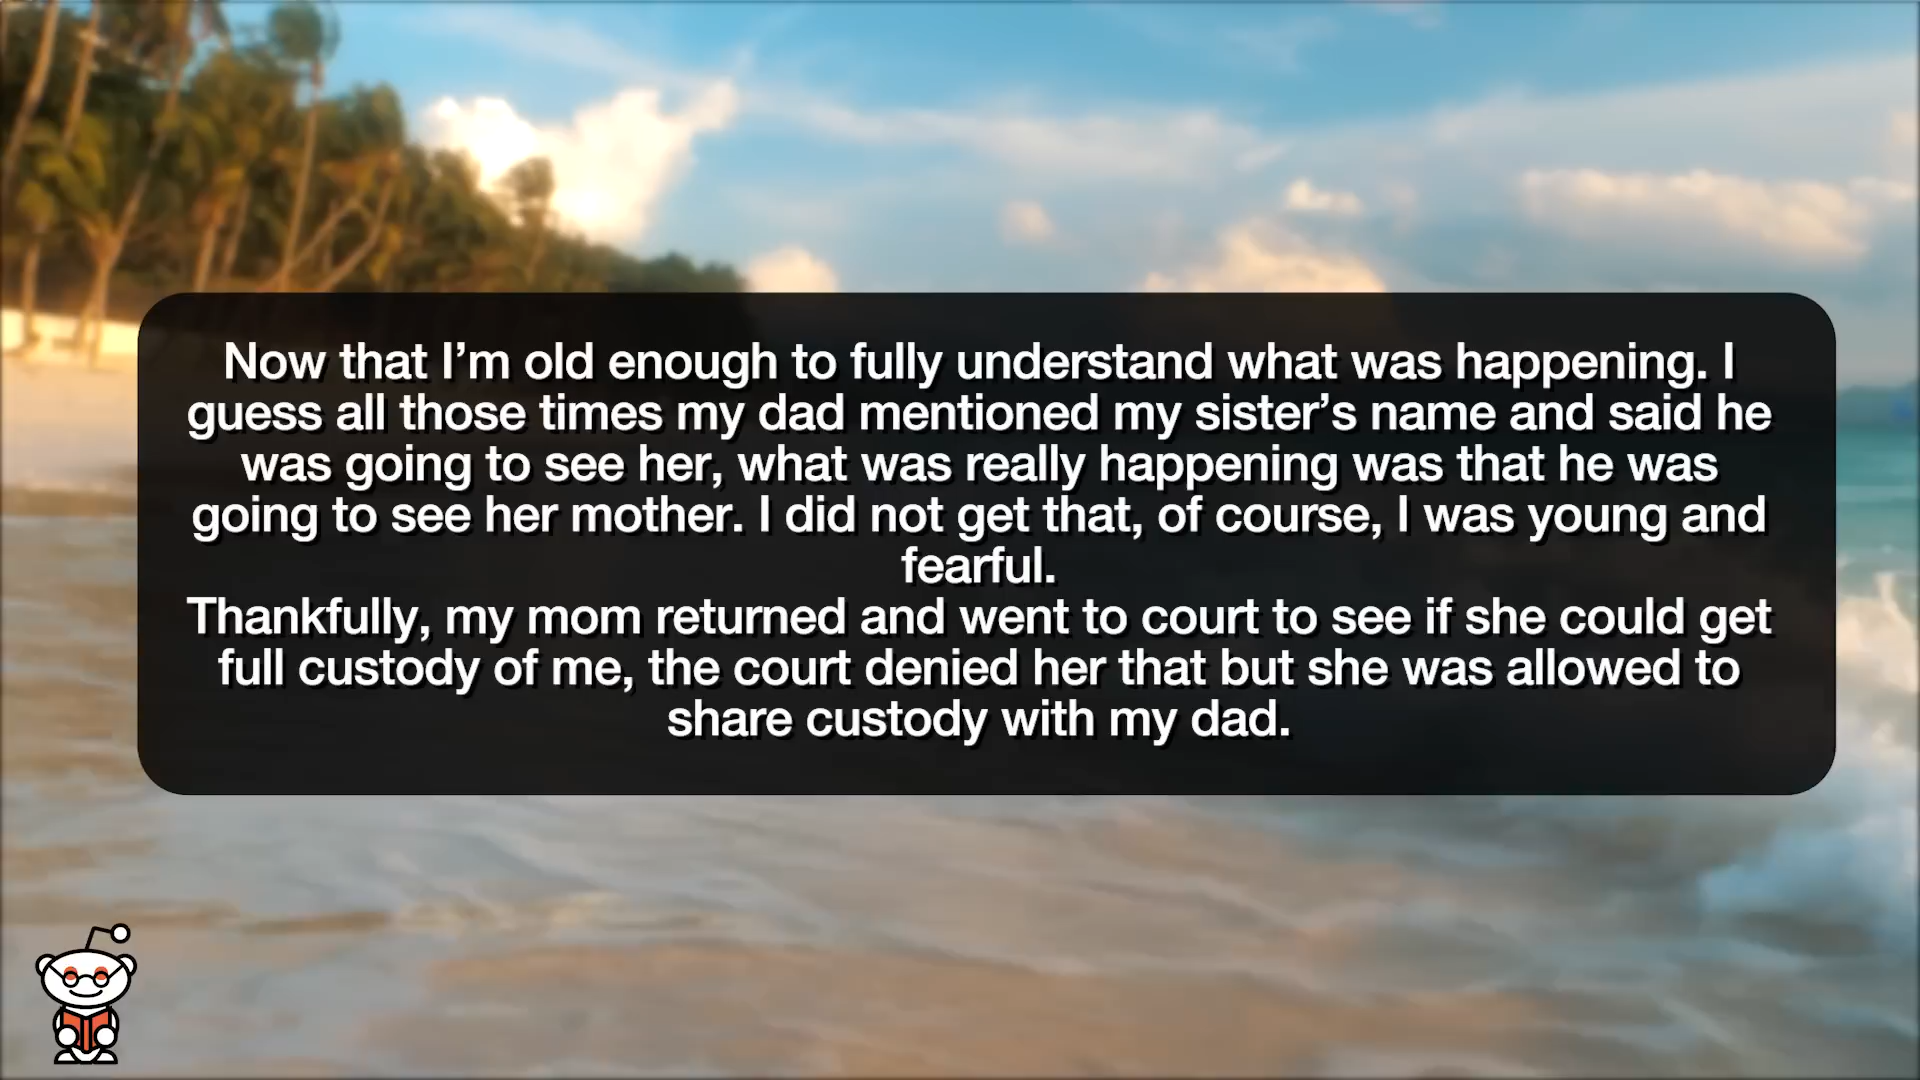 Now that I’m old enough to fully understand what was happening. I
guess all those times my dad mentioned my sister’s name and said he
was going to see her, what was really happening was that he was
going to see her mother. I did not get that, of course, I was young and
fearful.
Thankfully, my mom returned and went to court to see if she could get
full custody of me, the court denied her that but she was allowed to
share custody with my dad.